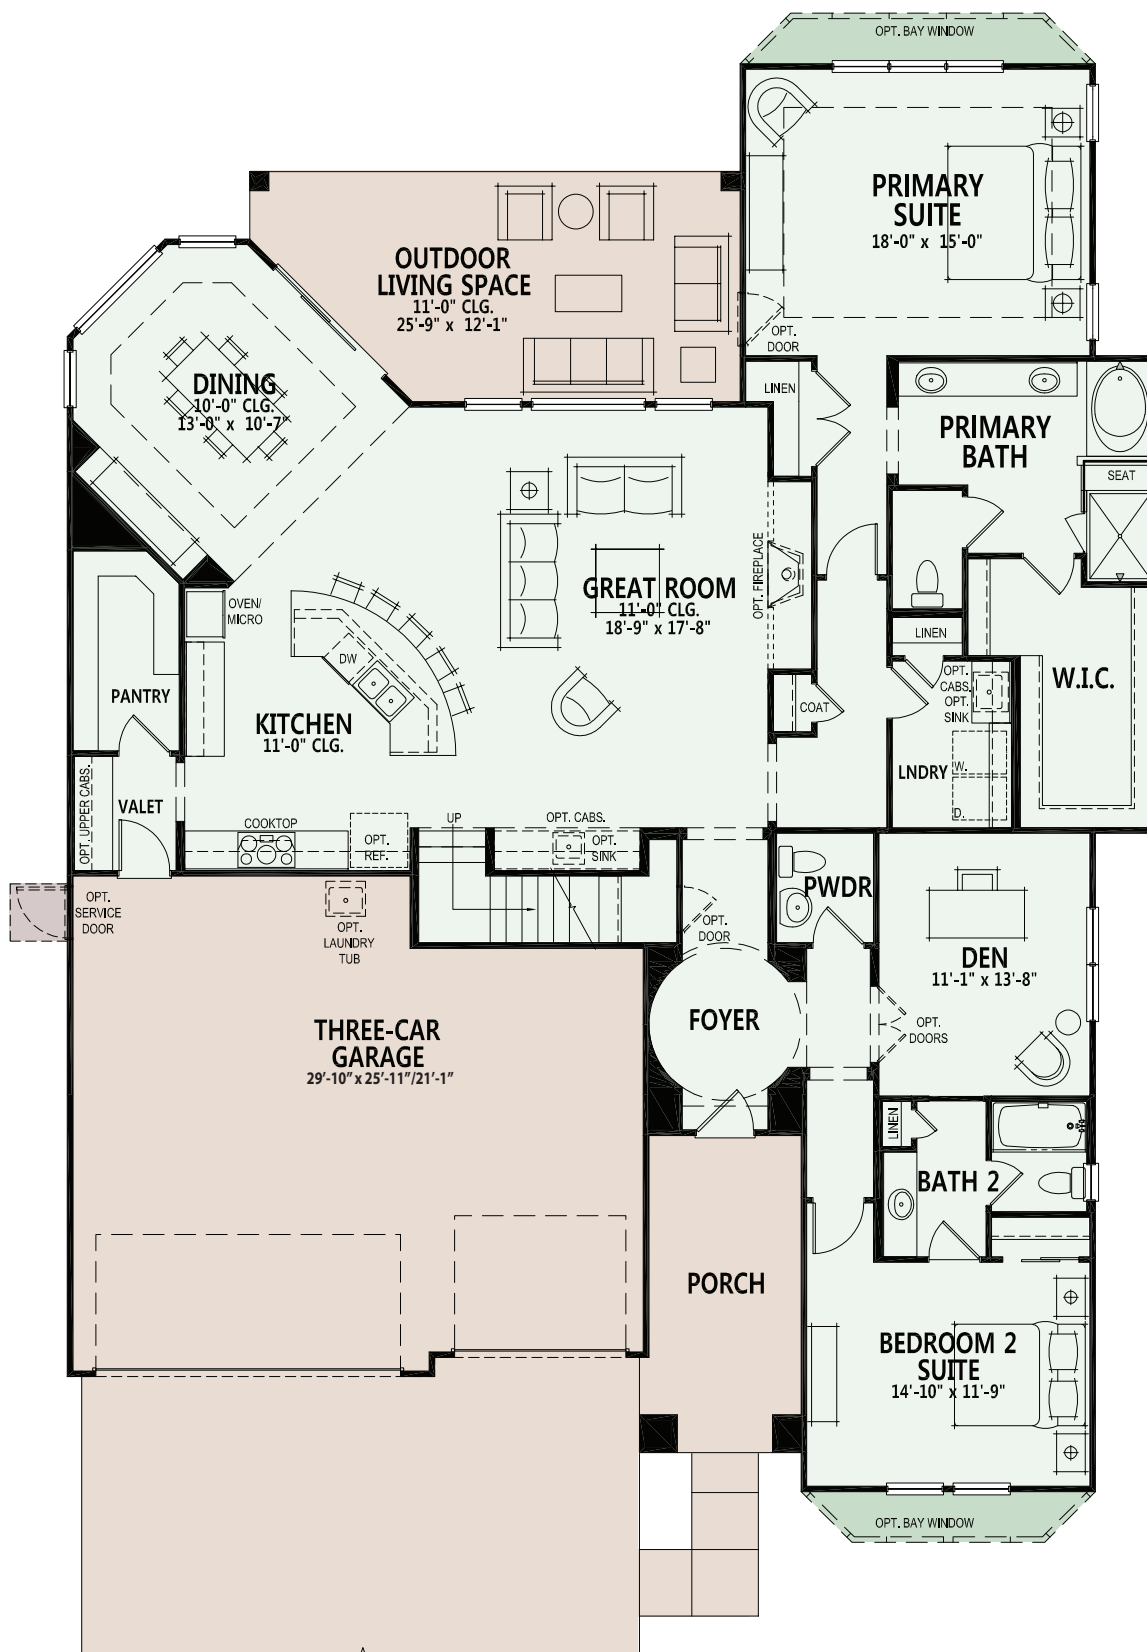 OPT. BAY WINDOW
PRIMARY
SUITE
18'-0" x 15'-0"
OUTDOOR
LIVING SPACE
11'-0" CLG.
25'-9" x 12'-1"
OPT.
DOOR
DINING
10'-0" CLG.
13'-0" x 10'-7"
LINEN
PRIMARY
BATH
SEAT
OPT. FIREPLACE
GREAT ROOM
11'-0" CLG.
18'-9" x 17'-8"
OVEN/
MICRO
DW
LINEN
PANTRY
OPT.
CABS.
OPT.
SINK
W.I.C.
COAT
KITCHEN
11'-0" CLG.
LNDRY
W.
D.
OPT. UPPER CABS.
VALET
COOKTOP
UP
OPT. CABS.
OPT.
REF.
OPT.
SINK
PWDR
OPT.
SERVICE
DOOR
OPT.
LAUNDRY
TUB
OPT.
DOOR
DEN
11'-1" x 13'-8"
FOYER
OPT.
DOORS
THREE-CAR
GARAGE
29'-10" x 25'-11"/21'-1"
LINEN
BATH 2
PORCH
BEDROOM 2
SUITE
14'-10" x 11'-9"
OPT. BAY WINDOW